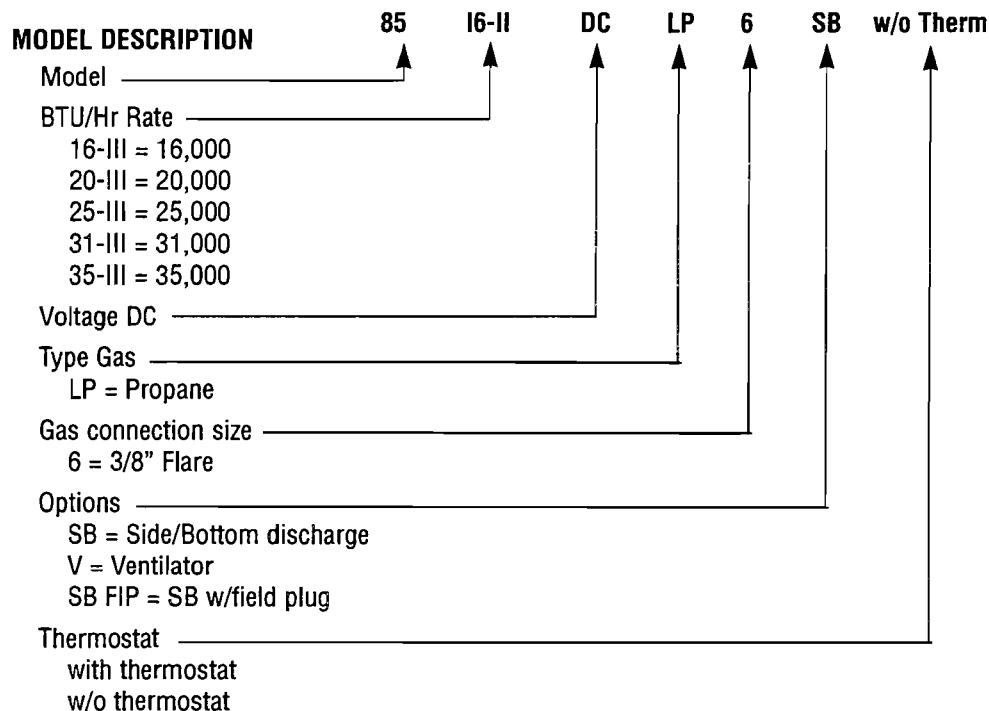 85 I6-II DC LP 6 SB w/o Therm
MODEL DESCRIPTION
Model
BTU/Hr Rate
16-III = 16,000
20-III = 20,000
25-III = 25,000
31-III = 31,000
35-III = 35,000
Voltage DC
Type Gas
LP = Propane
Gas connection size
6 = 3/8” Flare
Options
SB = Side/Bottom discharge
V = Ventilator
SB FIP = SB w/field plug
Thermostat
with thermostat
w/o thermostat